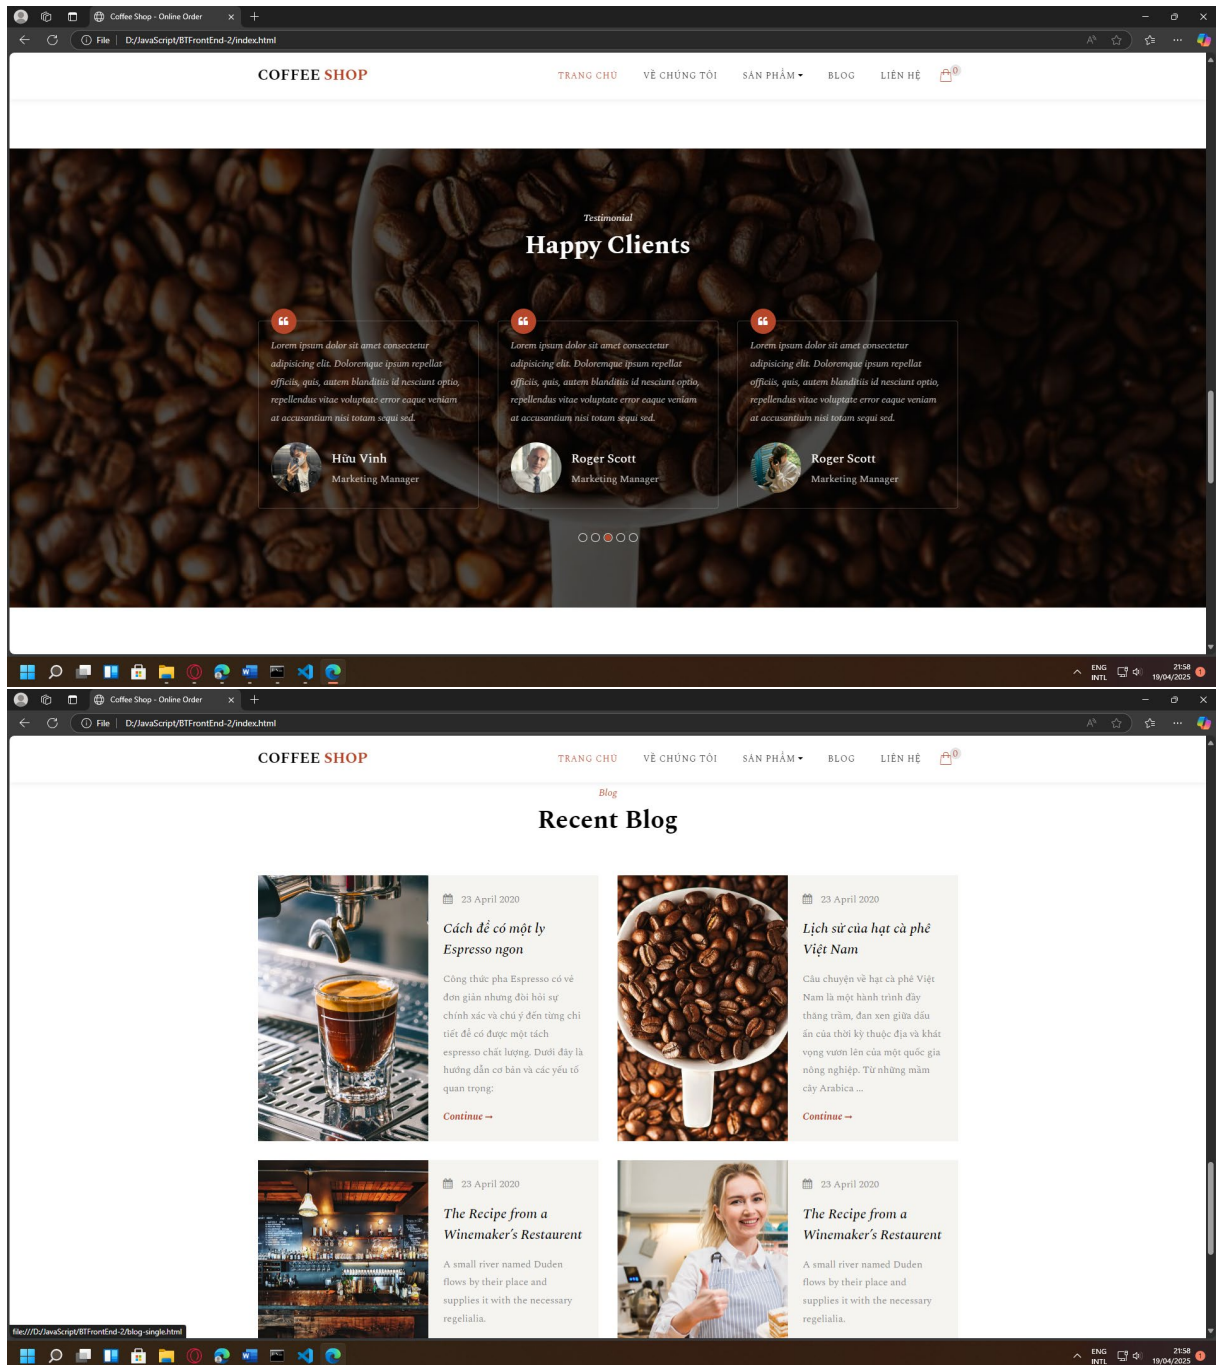 Coffee Shop - Online Order
File D:/JavaScript/BTFrontEnd-2/index.html
COFFEE SHOP TRANG CHỦ VỀ CHÚNG TÔI SẢN PHẨM BLOG LIÊN HỆ 0
Testimonial
Happy Clients
Lorem ipsum dolor sit amet consectetur
adipisicing elit. Doloremque ipsum repellat
officiis, quis, autem blanditiis id nesciunt optio,
repellendus vitae voluptate error eaque veniam
at accusantium nisi totam sequi sed.
Hữu Vinh
Marketing Manager
Lorem ipsum dolor sit amet consectetur
adipisicing elit. Doloremque ipsum repellat
officiis, quis, autem blanditiis id nesciunt optio,
repellendus vitae voluptate error eaque veniam
at accusantium nisi totam sequi sed.
Roger Scott
Marketing Manager
Lorem ipsum dolor sit amet consectetur
adipisicing elit. Doloremque ipsum repellat
officiis, quis, autem blanditiis id nesciunt optio,
repellendus vitae voluptate error eaque veniam
at accusantium nisi totam sequi sed.
Roger Scott
Marketing Manager
ENG 21:58
INTL 19/04/2025 1
Coffee Shop - Online Order
File D:/JavaScript/BTFrontEnd-2/index.html
COFFEE SHOP TRANG CHỦ VỀ CHÚNG TÔI SẢN PHẨM BLOG LIÊN HỆ 0
Blog
Recent Blog
23 April 2020
Cách để có một ly
Espresso ngon
Công thức pha Espresso có vẻ
đơn giản nhưng đòi hỏi sự
chính xác và chú ý đến từng chi
tiết để có được một tách
espresso chất lượng. Dưới đây là
hướng dẫn cơ bản và các yếu tố
quan trọng:
Continue →
23 April 2020
Lịch sử của hạt cà phê
Việt Nam
Câu chuyện về hạt cà phê Việt
Nam là một hành trình đầy
thăng trầm, đan xen giữa dấu
ấn của thời kỳ thuộc địa và khát
vọng vươn lên của một quốc gia
nông nghiệp. Từ những mầm
cây Arabica ...
Continue →
23 April 2020
The Recipe from a
Winemaker's Restaurent
A small river named Duden
flows by their place and
supplies it with the necessary
regelialia.
23 April 2020
The Recipe from a
Winemaker's Restaurent
A small river named Duden
flows by their place and
supplies it with the necessary
regelialia.
file:///D:/JavaScript/BTFrontEnd-2/blog-single.html
ENG 21:58
INTL 19/04/2025 1